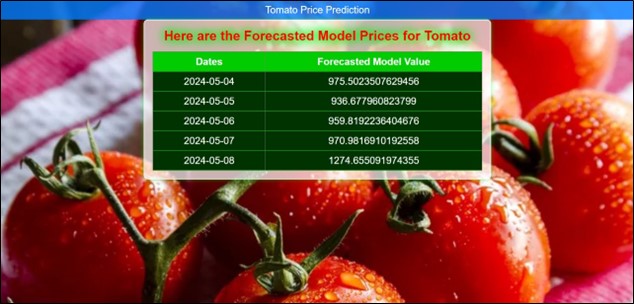 Tomato Price Prediction
Here are the Forecasted Model Prices for Tomato
Dates Forecasted Model Value
2024-05-04 975.5023507629456
2024-05-05 936.677960823799
2024-05-06 959.8192236404676
2024-05-07 970.9816910192558
2024-05-08 1274.655091974355